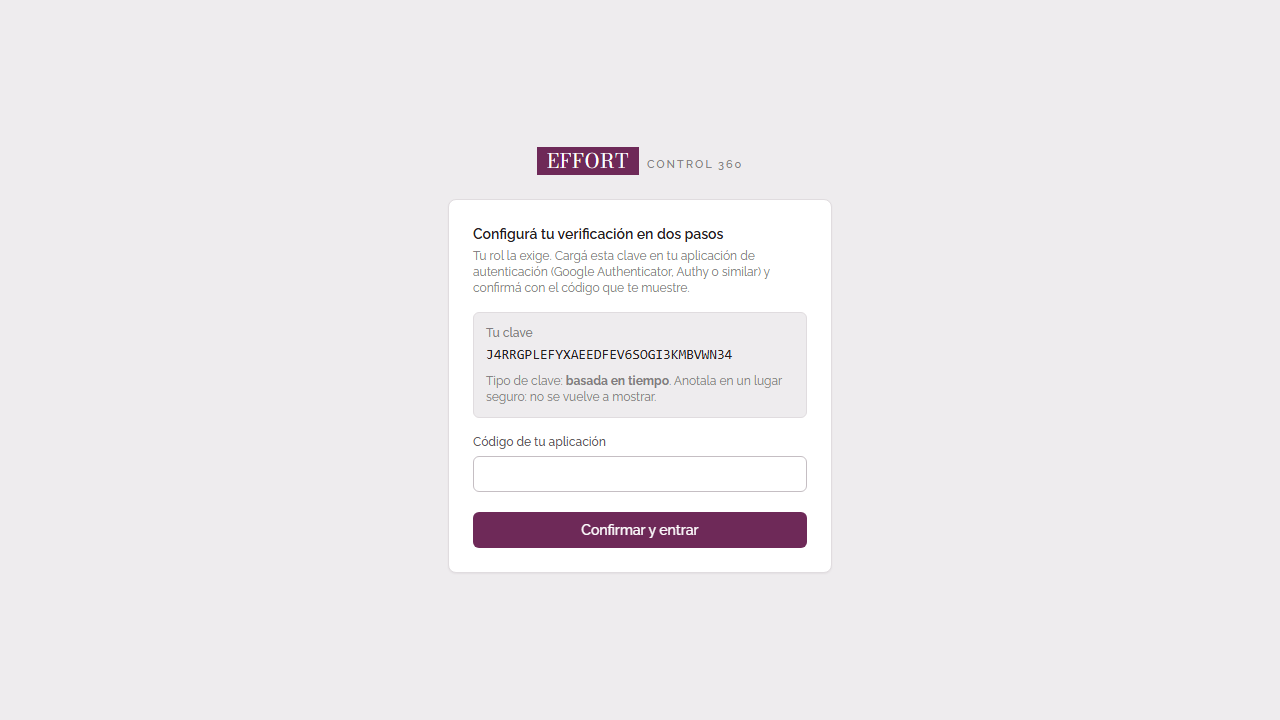 EFFORT CONTROL 360
Configurá tu verificación en dos pasos
Tu rol la exige. Cargá esta clave en tu aplicación de
autenticación (Google Authenticator, Authy o similar) y
confirmá con el código que te muestre.
Tu clave
J4RRGPLEFYXAEEDFEV6SOGI3KMBVWN34
Tipo de clave: basada en tiempo. Anotala en un lugar
seguro: no se vuelve a mostrar.
Código de tu aplicación
Confirmar y entrar